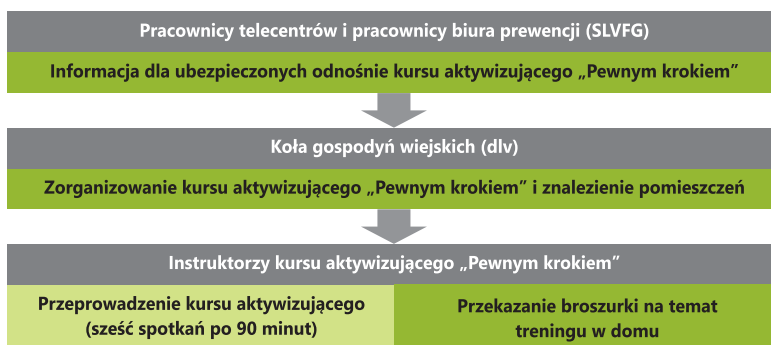 Pracownicy telecentrów i pracownicy biura prewencji (SLVFG)
Informacja dla ubezpieczonych odnośnie kursu aktywizującego „Pewnym krokiem”
Koła gospodyń wiejskich (dlv)
Zorganizowanie kursu aktywizującego „Pewnym krokiem” i znalezienie pomieszczeń
Instruktorzy kursu aktywizującego „Pewnym krokiem”
Przeprowadzenie kursu aktywizującego
(sześć spotkań po 90 minut)
Przekazanie broszurki na temat
treningu w domu